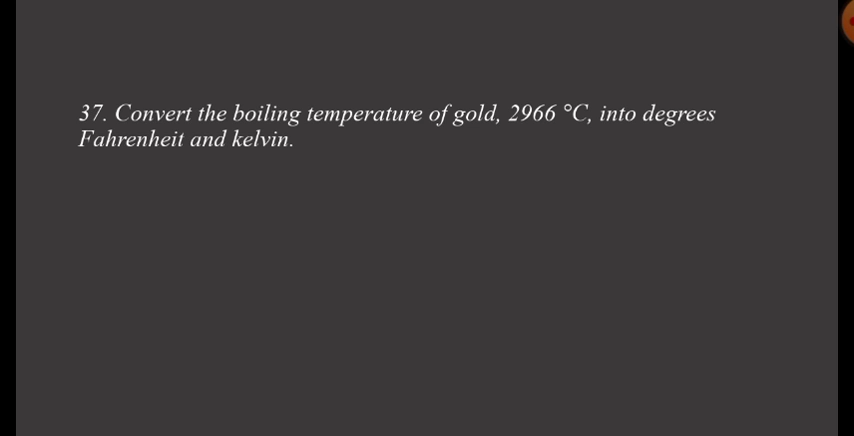 37. Convert the boiling temperature of gold, 2966 °C, into degrees
Fahrenheit and kelvin.